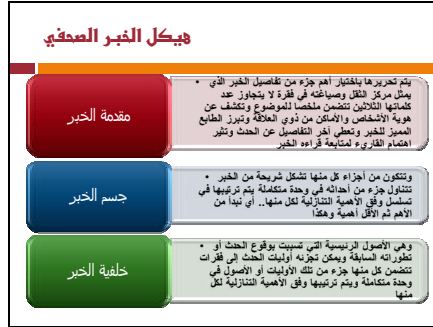 هيكل الخبر الصحفي
مقدمة الخبر
• يتم تحريرها باختيار أهم جزء من تفاصيل الخبر الذي
يمثل مركز الثقل وصياغته في فقرة لا يتجاوز عدد
كلماتها الثلاثين تتضمن ملخصا للموضوع وتكشف عن
هوية الأشخاص والأماكن من ذوي العلاقة وتبرز الطابع
المميز للخبر وتعطي آخر التفاصيل عن الحدث وتثير
اهتمام القاريء لمتابعة قراءه الخبر
جسم الخبر
• وتتكون من أجزاء كل منها تشكل شريحة من الخبر
تتناول جزء من أحداثه في وحدة متكاملة يتم ترتيبها في
تسلسل وفق الأهمية التنازلية لكل منها.. أي نبدأ من
الأهم ثم الأقل أهمية وهكذا
خلفية الخبر
• وهي الأصول الرئيسية التي تسببت بوقوع الحدث أو
تطوراته السابقة ويمكن تجزئه أوليات الحدث إلى فقرات
تتضمن كل منها جزء من تلك الأوليات أو الأصول في
وحدة متكاملة ويتم ترتيبها وفق الأهمية التنازلية لكل
منها